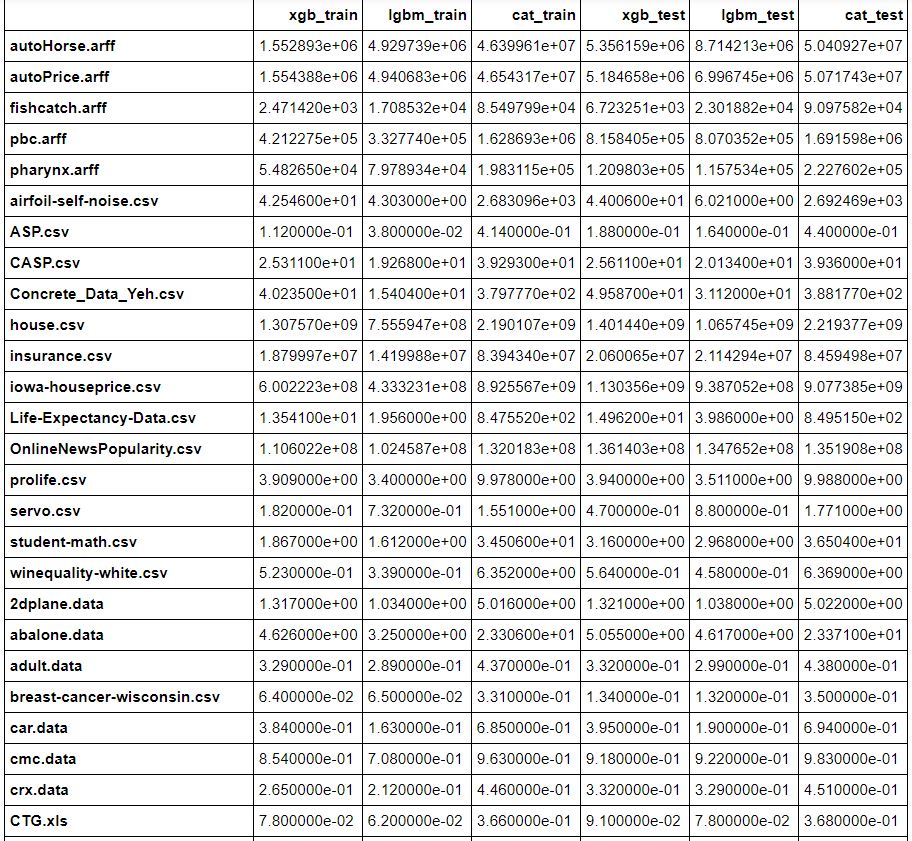 xgb_train lgbm_train cat_train xgb_test lgbm_test cat_test
autoHorse.arff 1.552893e+06 4.929739e+06 4.639961e+07 5.356159e+06 8.714213e+06 5.040927e+07
autoPrice.arff 1.554388e+06 4.940683e+06 4.654317e+07 5.184658e+06 6.996745e+06 5.071743e+07
fishcatch.arff 2.471420e+03 1.708532e+04 8.549799e+04 6.723251e+03 2.301882e+04 9.097582e+04
pbc.arff 4.212275e+05 3.327740e+05 1.628693e+06 8.158405e+05 8.070352e+05 1.691598e+06
pharynx.arff 5.482650e+04 7.978934e+04 1.983115e+05 1.209803e+05 1.157534e+05 2.227602e+05
airfoil-self-noise.csv 4.254600e+01 4.303000e+00 2.683096e+03 4.400600e+01 6.021000e+00 2.692469e+03
ASP.csv 1.120000e-01 3.800000e-02 4.140000e-01 1.880000e-01 1.640000e-01 4.400000e-01
CASP.csv 2.531100e+01 1.926800e+01 3.929300e+01 2.561100e+01 2.013400e+01 3.936000e+01
Concrete_Data_Yeh.csv 4.023500e+01 1.540400e+01 3.797770e+02 4.958700e+01 3.112000e+01 3.881770e+02
house.csv 1.307570e+09 7.555947e+08 2.190107e+09 1.401440e+09 1.065745e+09 2.219377e+09
insurance.csv 1.879997e+07 1.419988e+07 8.394340e+07 2.060065e+07 2.114294e+07 8.459498e+07
iowa-houseprice.csv 6.002223e+08 4.333231e+08 8.925567e+09 1.130356e+09 9.387052e+08 9.077385e+09
Life-Expectancy-Data.csv 1.354100e+01 1.956000e+00 8.475520e+02 1.496200e+01 3.986000e+00 8.495150e+02
OnlineNewsPopularity.csv 1.106022e+08 1.024587e+08 1.320183e+08 1.361403e+08 1.347652e+08 1.351908e+08
prolife.csv 3.909000e+00 3.400000e+00 9.978000e+00 3.940000e+00 3.511000e+00 9.988000e+00
servo.csv 1.820000e-01 7.320000e-01 1.551000e+00 4.700000e-01 8.800000e-01 1.771000e+00
student-math.csv 1.867000e+00 1.612000e+00 3.450600e+01 3.160000e+00 2.968000e+00 3.650400e+01
winequality-white.csv 5.230000e-01 3.390000e-01 6.352000e+00 5.640000e-01 4.580000e-01 6.369000e+00
2dplane.data 1.317000e+00 1.034000e+00 5.016000e+00 1.321000e+00 1.038000e+00 5.022000e+00
abalone.data 4.626000e+00 3.250000e+00 2.330600e+01 5.055000e+00 4.617000e+00 2.337100e+01
adult.data 3.290000e-01 2.890000e-01 4.370000e-01 3.320000e-01 2.990000e-01 4.380000e-01
breast-cancer-wisconsin.csv 6.400000e-02 6.500000e-02 3.310000e-01 1.340000e-01 1.320000e-01 3.500000e-01
car.data 3.840000e-01 1.630000e-01 6.850000e-01 3.950000e-01 1.900000e-01 6.940000e-01
cmc.data 8.540000e-01 7.080000e-01 9.630000e-01 9.180000e-01 9.220000e-01 9.830000e-01
crx.data 2.650000e-01 2.120000e-01 4.460000e-01 3.320000e-01 3.290000e-01 4.510000e-01
CTG.xls 7.800000e-02 6.200000e-02 3.660000e-01 9.100000e-02 7.800000e-02 3.680000e-01